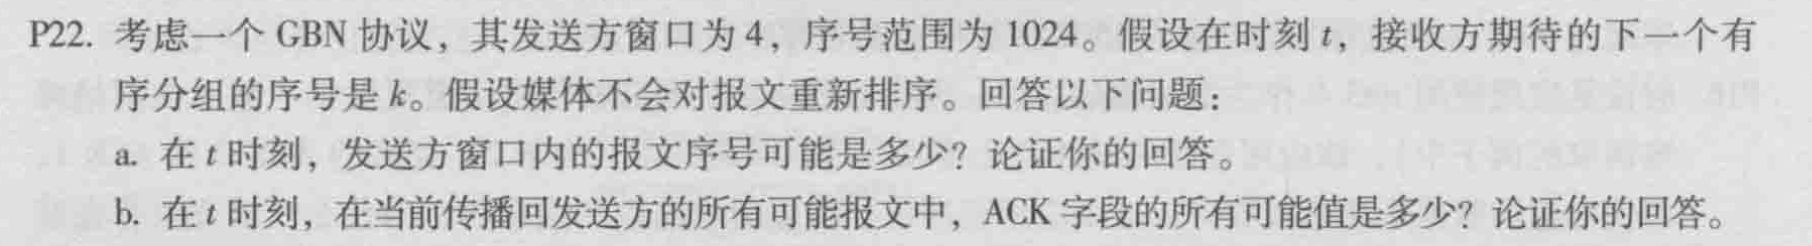 P22. 考虑一个 GBN 协议，其发送方窗口为 4，序号范围为 1024。假设在时刻 t，接收方期待的下一个有
序分组的序号是 k。假设媒体不会对报文重新排序。回答以下问题：
a. 在 t 时刻，发送方窗口内的报文序号可能是多少？论证你的回答。
b. 在 t 时刻，在当前传播回发送方的所有可能报文中，ACK 字段的所有可能值是多少？论证你的回答。